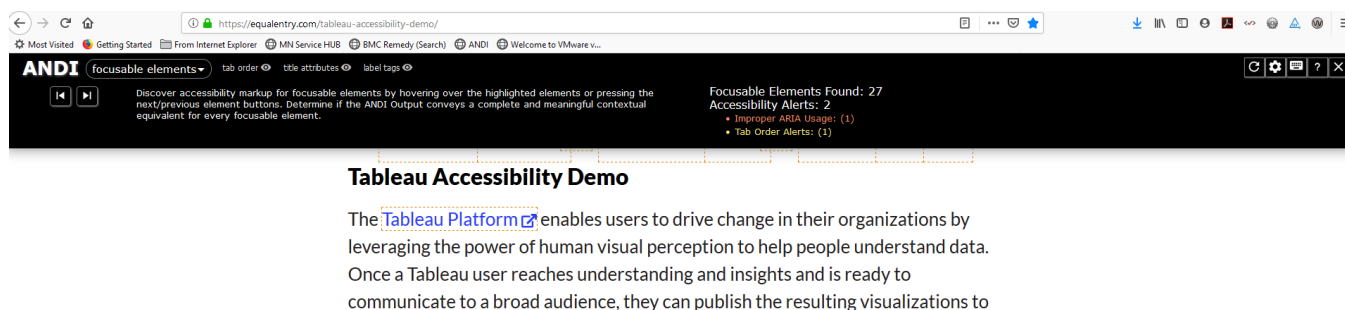 https://equalentry.com/tableau-accessibility-demo/
Most Visited Getting Started From Internet Explorer MN Service HUB BMC Remedy (Search) ANDI Welcome to VMware v...
ANDI focusable elements tab order title attributes label tags ?
Discover accessibility markup for focusable elements by hovering over the highlighted elements or pressing the
next/previous element buttons. Determine if the ANDI Output conveys a complete and meaningful contextual
equivalent for every focusable element.
Focusable Elements Found: 27
Accessibility Alerts: 2
• Improper ARIA Usage: (1)
• Tab Order Alerts: (1)
Tableau Accessibility Demo
The Tableau Platform enables users to drive change in their organizations by
leveraging the power of human visual perception to help people understand data.
Once a Tableau user reaches understanding and insights and is ready to
communicate to a broad audience, they can publish the resulting visualizations to